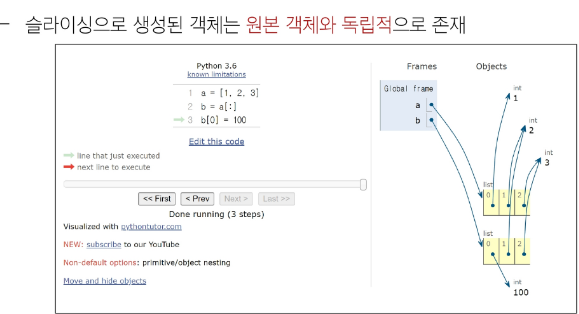 – 슬라이싱으로 생성된 객체는 원본 객체와 독립적으로 존재
Python 3.6
known limitations
1 a = [1, 2, 3]
2 b = a[:]
3 b[0] = 100
Edit this code
line that just executed
next line to execute
<< First < Prev Next > Last >>
Done running (3 steps)
Visualized with pythontutor.com
NEW: subscribe to our YouTube
Non-default options: primitive/object nesting
Move and hide objects
Frames Objects
Global frame
a
b
int
1
int
2
int
3
list
0 1 2
list
0 1 2
int
100